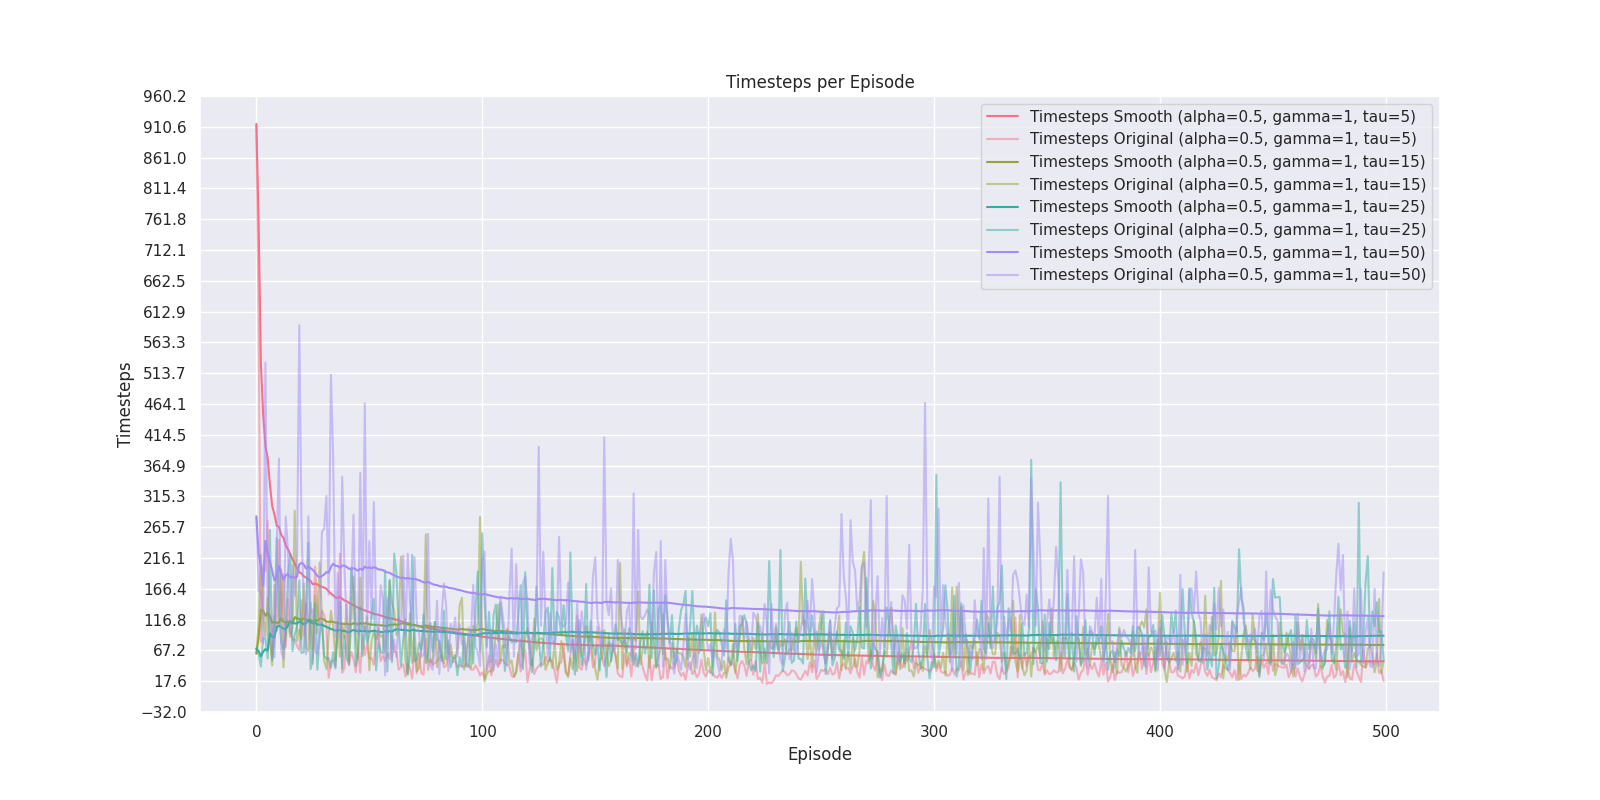 Timesteps per Episode
960.2
910.6
861.0
811.4
761.8
712.1
662.5
612.9
563.3
513.7
464.1
414.5
364.9
315.3
265.7
216.1
166.4
116.8
67.2
17.6
−32.0
Timesteps
Timesteps Smooth (alpha=0.5, gamma=1, tau=5)
Timesteps Original (alpha=0.5, gamma=1, tau=5)
Timesteps Smooth (alpha=0.5, gamma=1, tau=15)
Timesteps Original (alpha=0.5, gamma=1, tau=15)
Timesteps Smooth (alpha=0.5, gamma=1, tau=25)
Timesteps Original (alpha=0.5, gamma=1, tau=25)
Timesteps Smooth (alpha=0.5, gamma=1, tau=50)
Timesteps Original (alpha=0.5, gamma=1, tau=50)
0 100 200 300 400 500
Episode